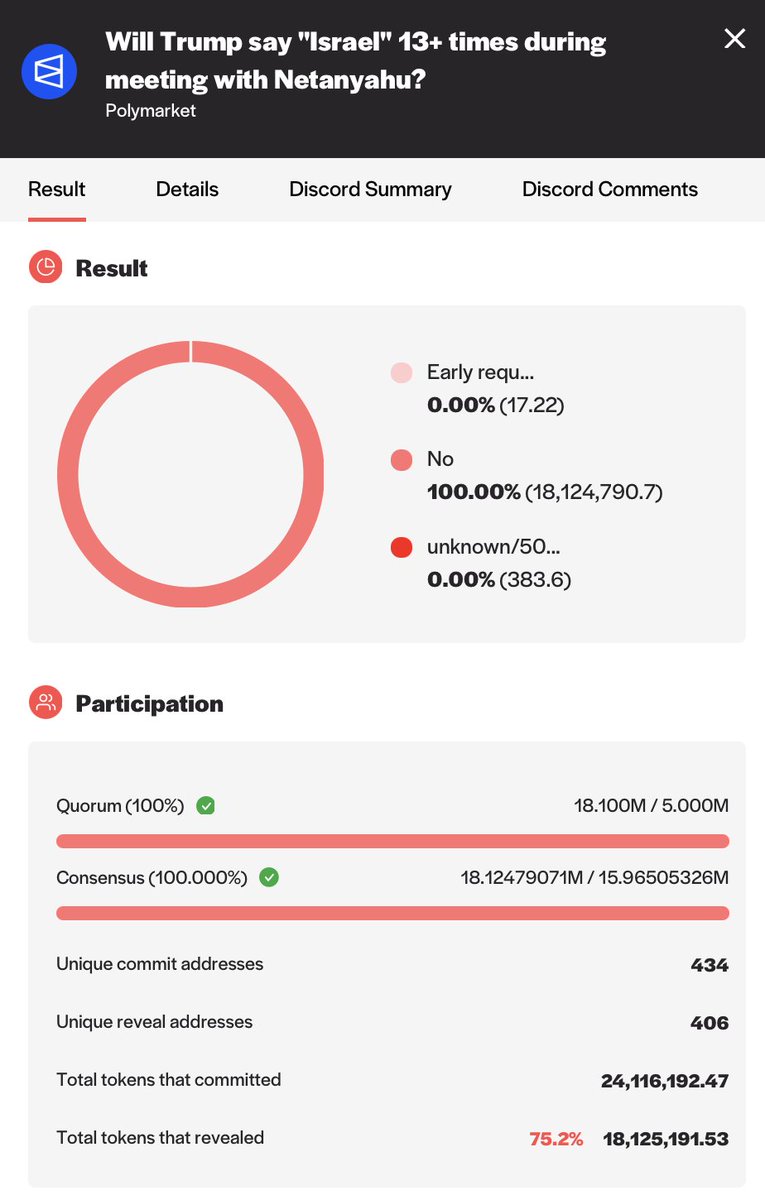 Will Trump say "Israel" 13+ times during
meeting with Netanyahu?
Polymarket
Result Details Discord Summary Discord Comments
Result
Early requ...
0.00% (17.22)
No
100.00% (18,124,790.7)
unknown/50...
0.00% (383.6)
Participation
Quorum (100%) 18.100M / 5.000M
Consensus (100.000%) 18.12479071M / 15.96505326M
Unique commit addresses 434
Unique reveal addresses 406
Total tokens that committed 24,116,192.47
Total tokens that revealed 75.2% 18,125,191.53